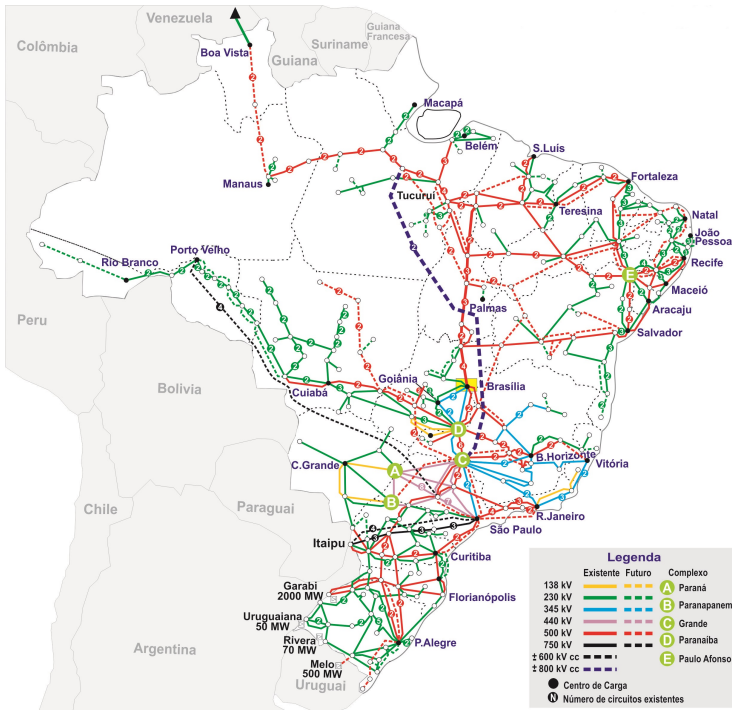 Venezuela
Guiana
Francesa
Suriname
Colômbia
Boa Vista
Guiana
Macapá
Belém
S.Luis
Manaus
Tucuruí
Fortaleza
Teresina
Natal
João
Pessoa
Porto Velho
Rio Branco
Recife
E
Maceió
Palmas
Aracaju
Peru
Salvador
Goiânia
Brasília
Bolivia
Cuiabá
D
B.Horizonte
C.Grande
A
C
Vitória
B
Chile
Paraguai
R.Janeiro
São Paulo
Itaipu
Curitiba
Garabi
2000 MW
Florianópolis
Uruguaiana
50 MW
Rivera
70 MW
P.Alegre
Argentina
Melo
500 MW
Uruguai
Legenda
Existente Futuro Complexo
138 kV A Paraná
230 kV B Paranapanem
345 kV
440 kV C Grande
500 kV D Paranaiba
750 kV E Paulo Afonso
±600 kV cc
±800 kV cc
Centro de Carga
N Número de circuitos existentes